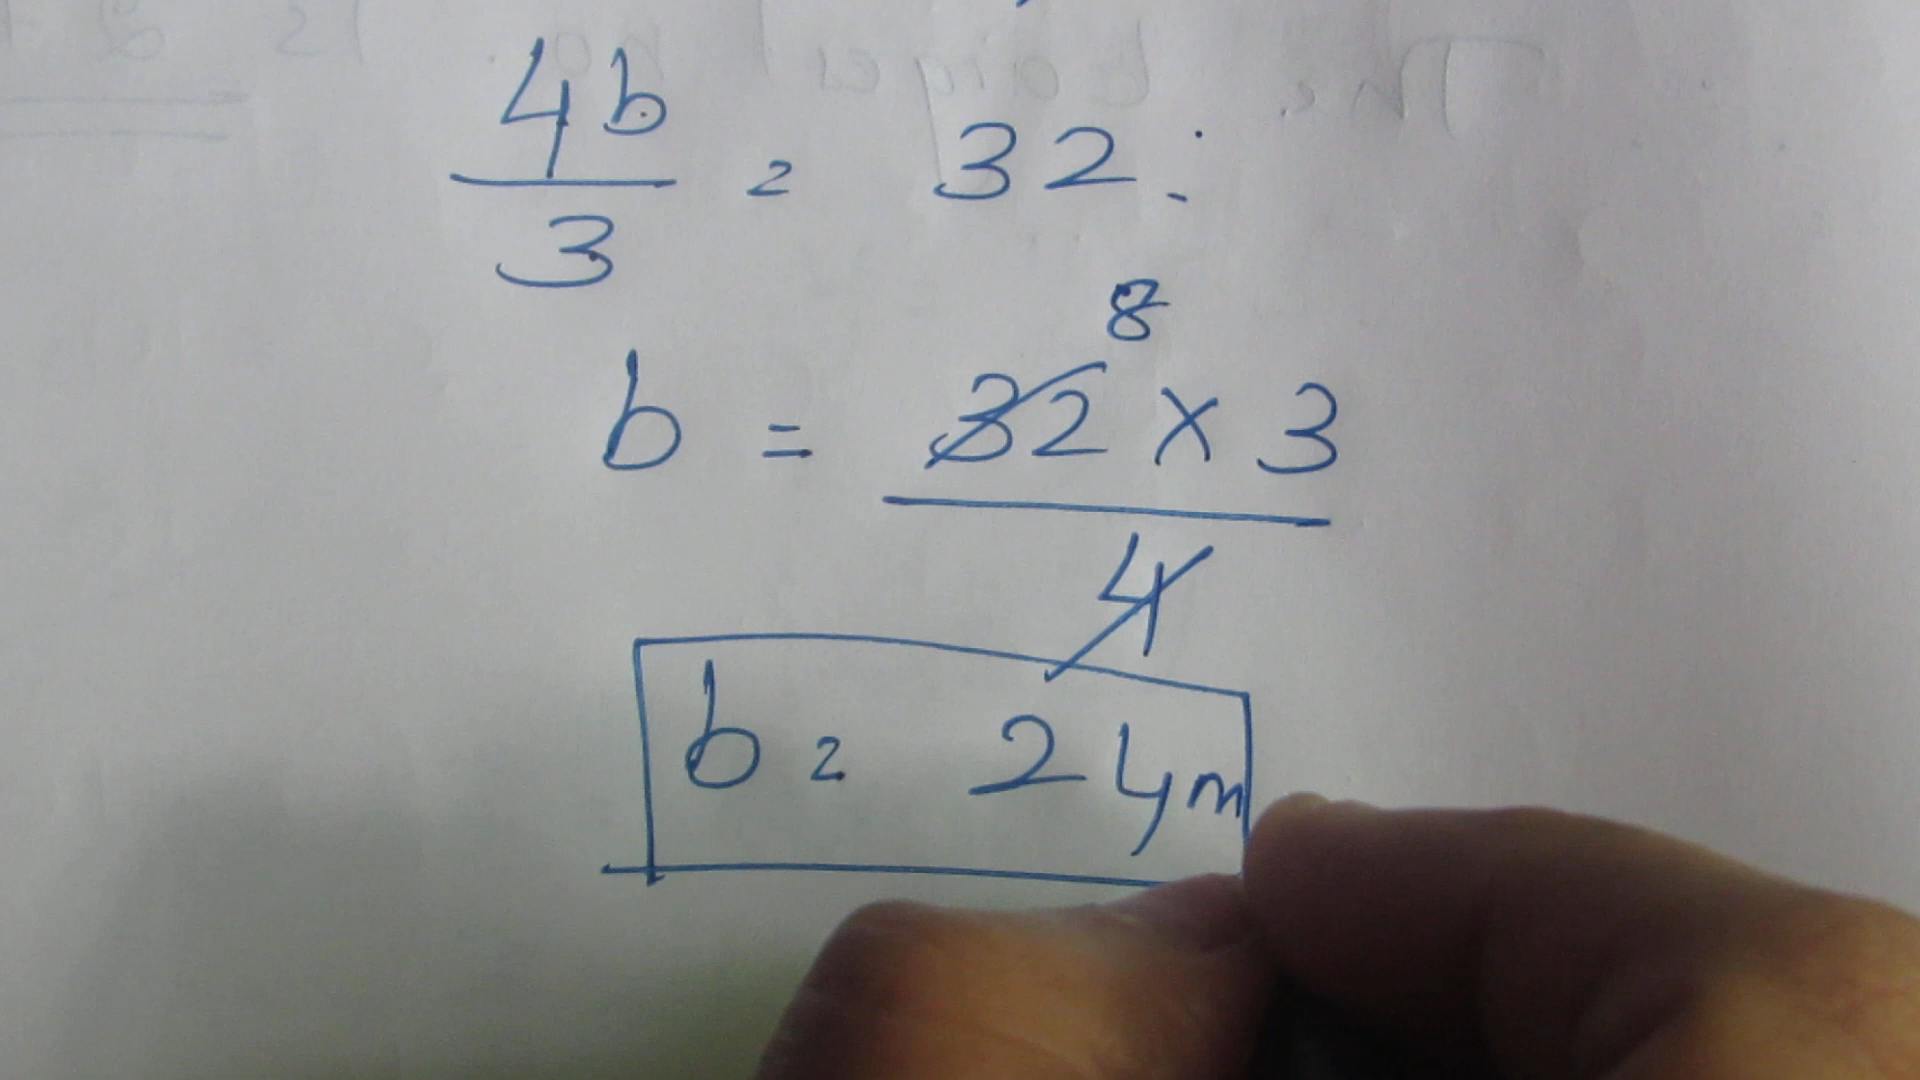 4b
3
= 32.
8
b = 32 x 3
4
b = 24m